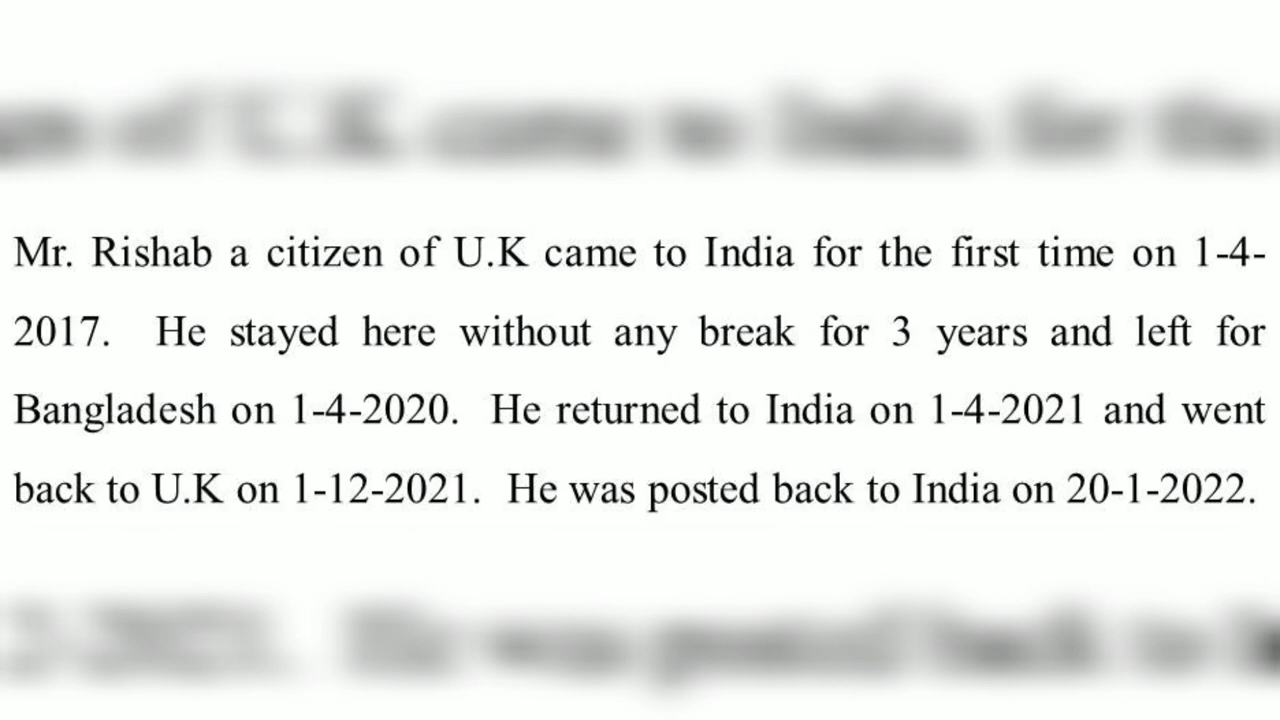 Mr. Rishab a citizen of U.K came to India for the first time on 1-4-
2017. He stayed here without any break for 3 years and left for
Bangladesh on 1-4-2020. He returned to India on 1-4-2021 and went
back to U.K on 1-12-2021. He was posted back to India on 20-1-2022.